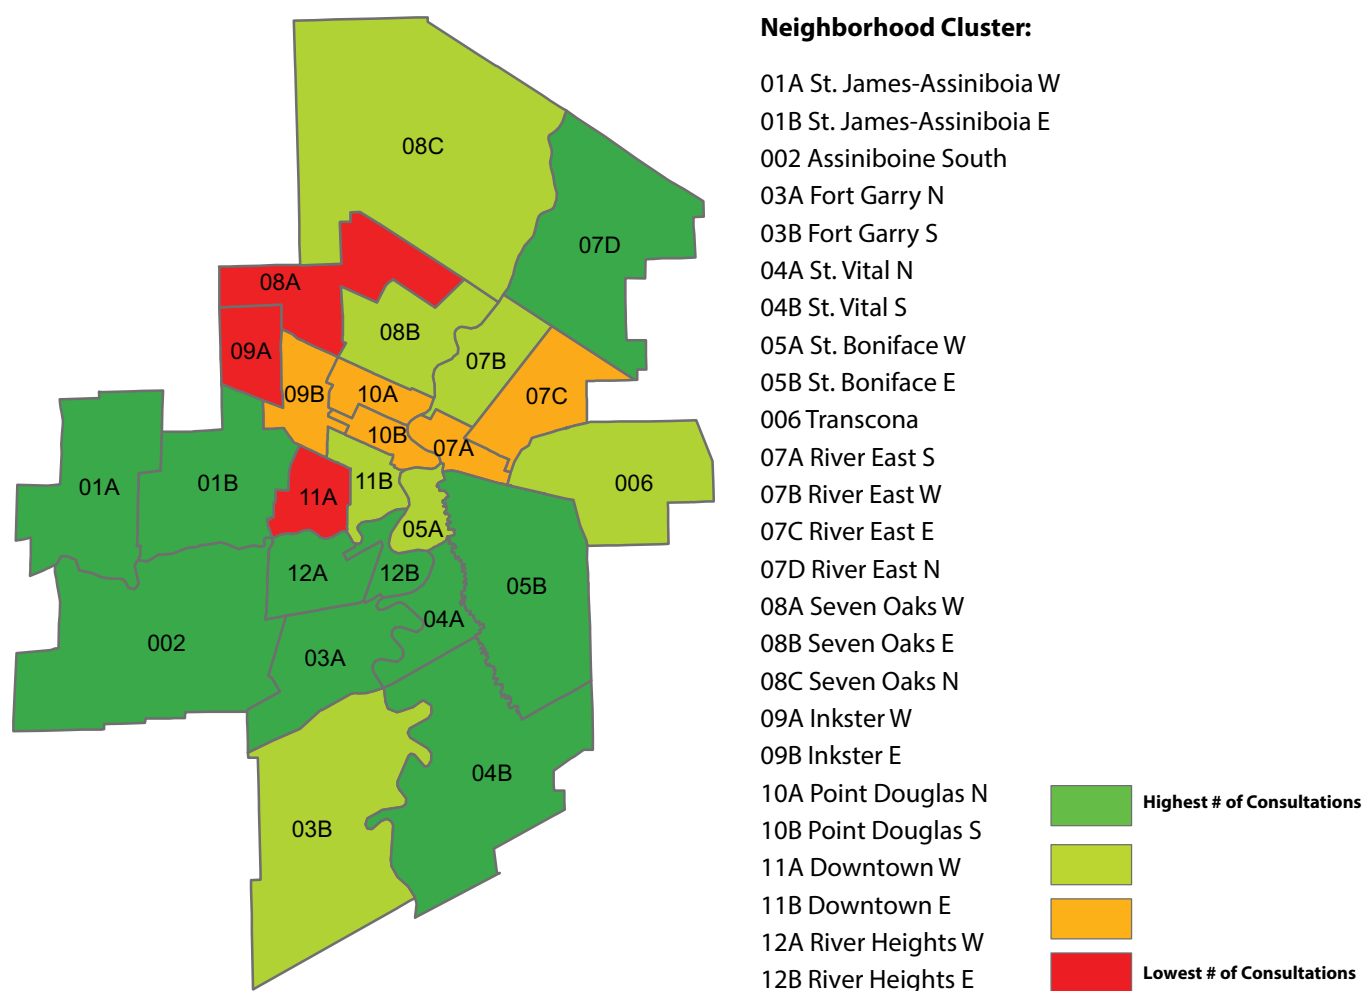 Neighborhood Cluster:
01A St. James-Assiniboia W
01B St. James-Assiniboia E
002 Assiniboine South
03A Fort Garry N
03B Fort Garry S
04A St. Vital N
04B St. Vital S
05A St. Boniface W
05B St. Boniface E
006 Transcona
07A River East S
07B River East W
07C River East E
07D River East N
08A Seven Oaks W
08B Seven Oaks E
08C Seven Oaks N
09A Inkster W
09B Inkster E
10A Point Douglas N
10B Point Douglas S
11A Downtown W
11B Downtown E
12A River Heights W
12B River Heights E
Highest # of Consultations
Lowest # of Consultations
08C
07D
08A
08B
09A
07B
09B
10A
07C
10B
07A
01A
01B
11A
11B
006
05A
12A
12B
05B
002
04A
03A
04B
03B